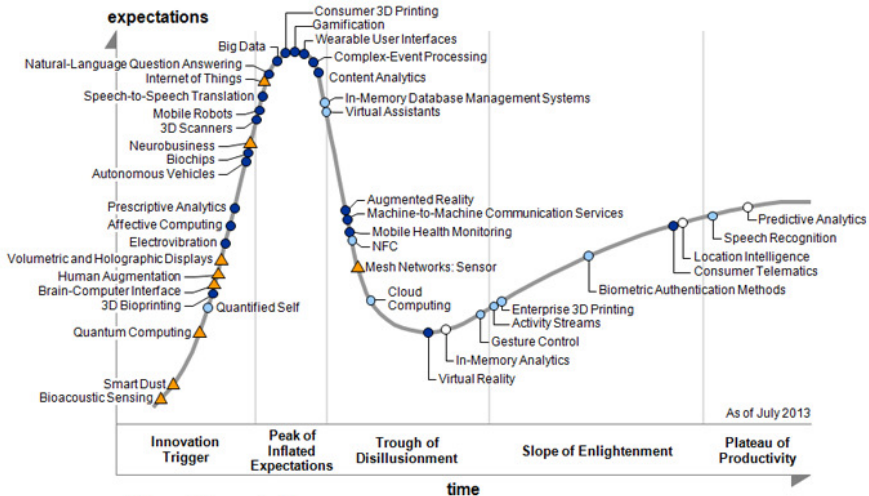 expectations
Consumer 3D Printing
Gamification
Wearable User Interfaces
Big Data
Complex-Event Processing
Natural-Language Question Answering
Content Analytics
Internet of Things
Speech-to-Speech Translation
In-Memory Database Management Systems
Virtual Assistants
Mobile Robots
3D Scanners
Neurobusiness
Biochips
Autonomous Vehicles
Augmented Reality
Prescriptive Analytics
Machine-to-Machine Communication Services
Affective Computing
Mobile Health Monitoring
Electrovibration
NFC
Volumetric and Holographic Displays
Mesh Networks: Sensor
Human Augmentation
Brain-Computer Interface
3D Bioprinting
Quantified Self
Cloud
Computing
Quantum Computing
Smart Dust
Bioacoustic Sensing
Predictive Analytics
Speech Recognition
Location Intelligence
Consumer Telematics
Biometric Authentication Methods
Enterprise 3D Printing
Activity Streams
Gesture Control
In-Memory Analytics
Virtual Reality
As of July 2013
Innovation
Trigger
Peak of
Inflated
Expectations
Trough of
Disillusionment
Slope of Enlightenment
Plateau of
Productivity
time